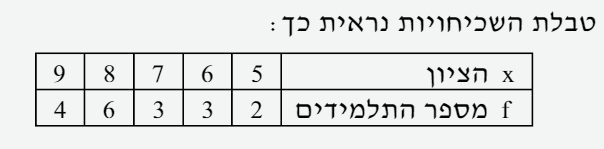 טבלת השכיחויות נראית כך:
x הציון 5 6 7 8 9
f מספר התלמידים 2 3 3 6 4